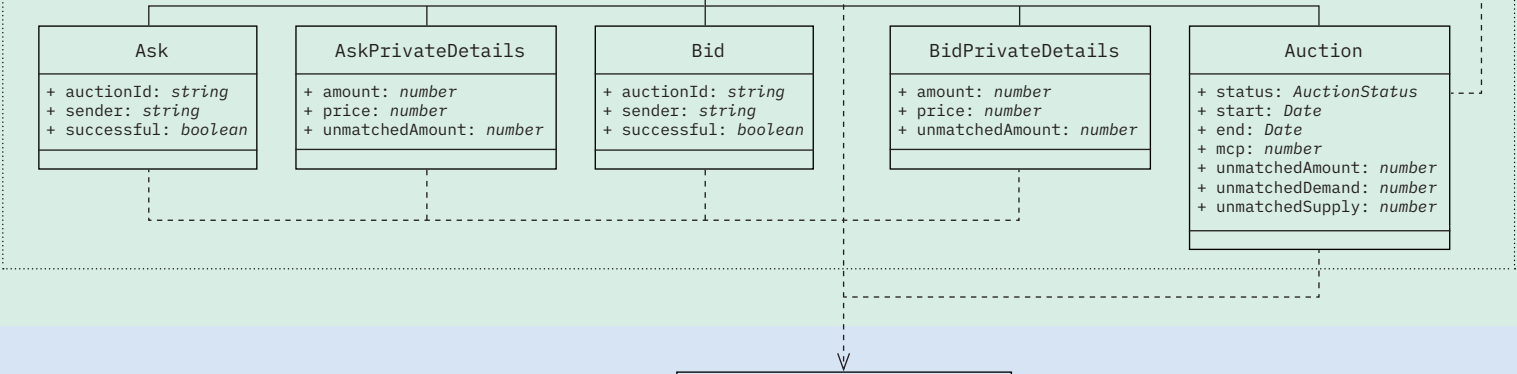 Ask
+ auctionId: string
+ sender: string
+ successful: boolean
AskPrivateDetails
+ amount: number
+ price: number
+ unmatchedAmount: number
Bid
+ auctionId: string
+ sender: string
+ successful: boolean
BidPrivateDetails
+ amount: number
+ price: number
+ unmatchedAmount: number
Auction
+ status: AuctionStatus
+ start: Date
+ end: Date
+ mcp: number
+ unmatchedAmount: number
+ unmatchedDemand: number
+ unmatchedSupply: number